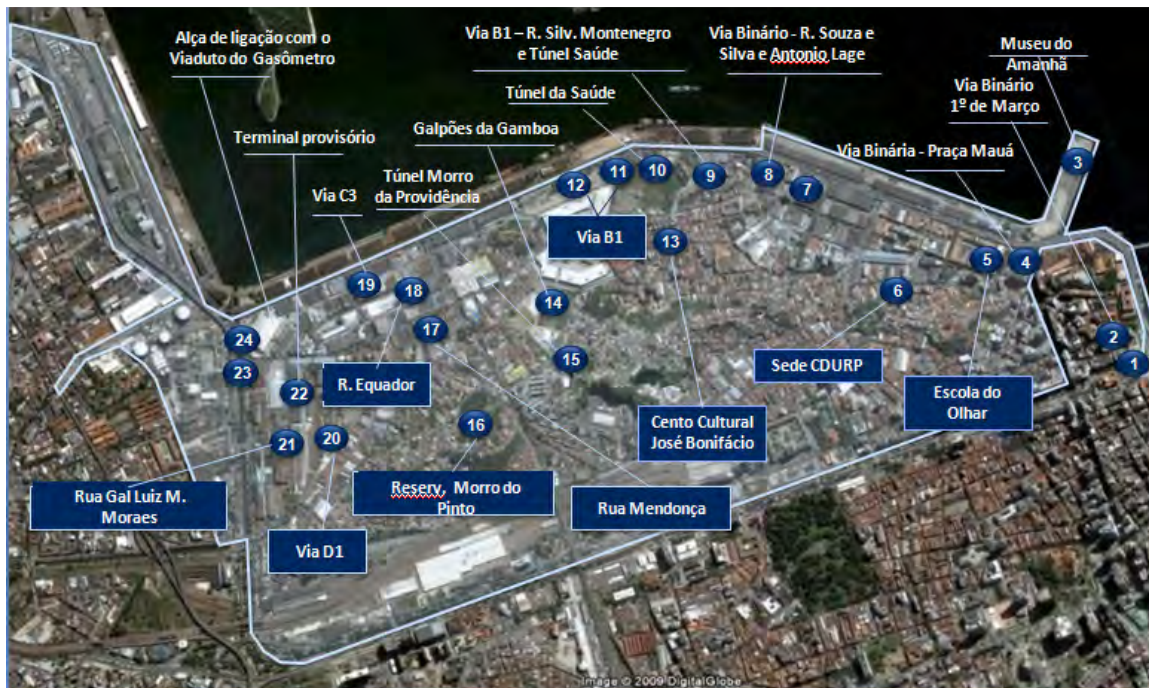 Alça de ligação com o
Viaduto do Gasômetro
Via B1 – R. Silv. Montenegro
e Túnel Saúde
Via Binário - R. Souza e
Silva e Antonio Lage
Museu do
Amanhã
Via Binário
1º de Março
Túnel da Saúde
Terminal provisório
Galpões da Gamboa
Via Binária - Praça Mauá
Túnel Morro
da Providência
Via C3
3
11
10
9
8
7
12
Via B1
13
5
4
19
18
14
6
17
2
24
15
1
23
22
R. Equador
Sede CDURP
Escola do
Olhar
16
Cento Cultural
José Bonifácio
21
20
Rua Gal Luiz M.
Moraes
Reserv, Morro do
Pinto
Rua Mendonça
Via D1
Image © 2009 DigitalGlobe